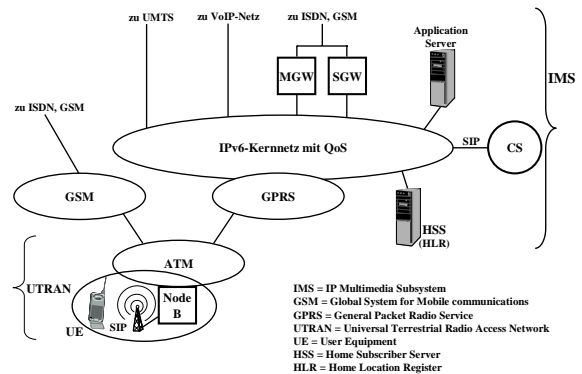 zu UMTS
zu VoIP-Netz
zu ISDN, GSM
Application
Server
MGW
SGW
IMS
zu ISDN, GSM
IPv6-Kernnetz mit QoS
SIP
CS
GSM
GPRS
HSS
(HLR)
ATM
UTRAN
Node
B
SIP
UE
IMS = IP Multimedia Subsystem
GSM = Global System for Mobile communications
GPRS = General Packet Radio Service
UTRAN = Universal Terrestrial Radio Access Network
UE = User Equipment
HSS = Home Subscriber Server
HLR = Home Location Register